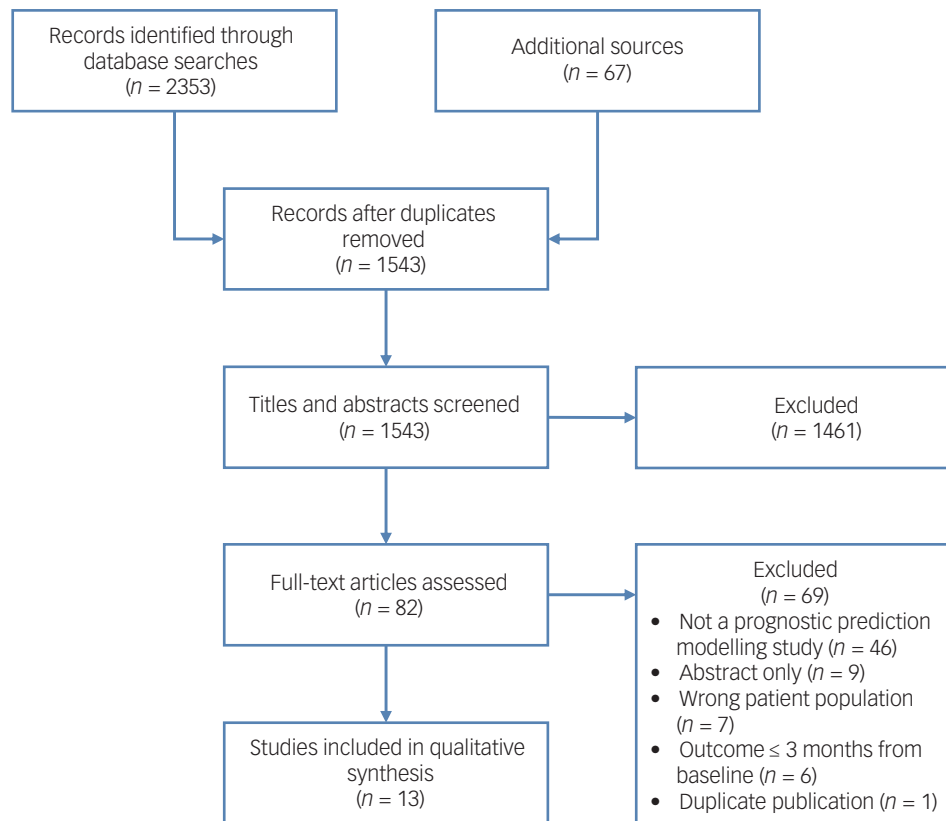 Records identified through
database searches
(n = 2353)
Additional sources
(n = 67)
Records after duplicates
removed
(n = 1543)
Titles and abstracts screened
(n = 1543)
Excluded
(n = 1461)
Full-text articles assessed
(n = 82)
Excluded
(n = 69)
• Not a prognostic prediction
modelling study (n = 46)
• Abstract only (n = 9)
• Wrong patient population
(n = 7)
• Outcome ≤ 3 months from
baseline (n = 6)
• Duplicate publication (n = 1)
Studies included in qualitative
synthesis
(n = 13)